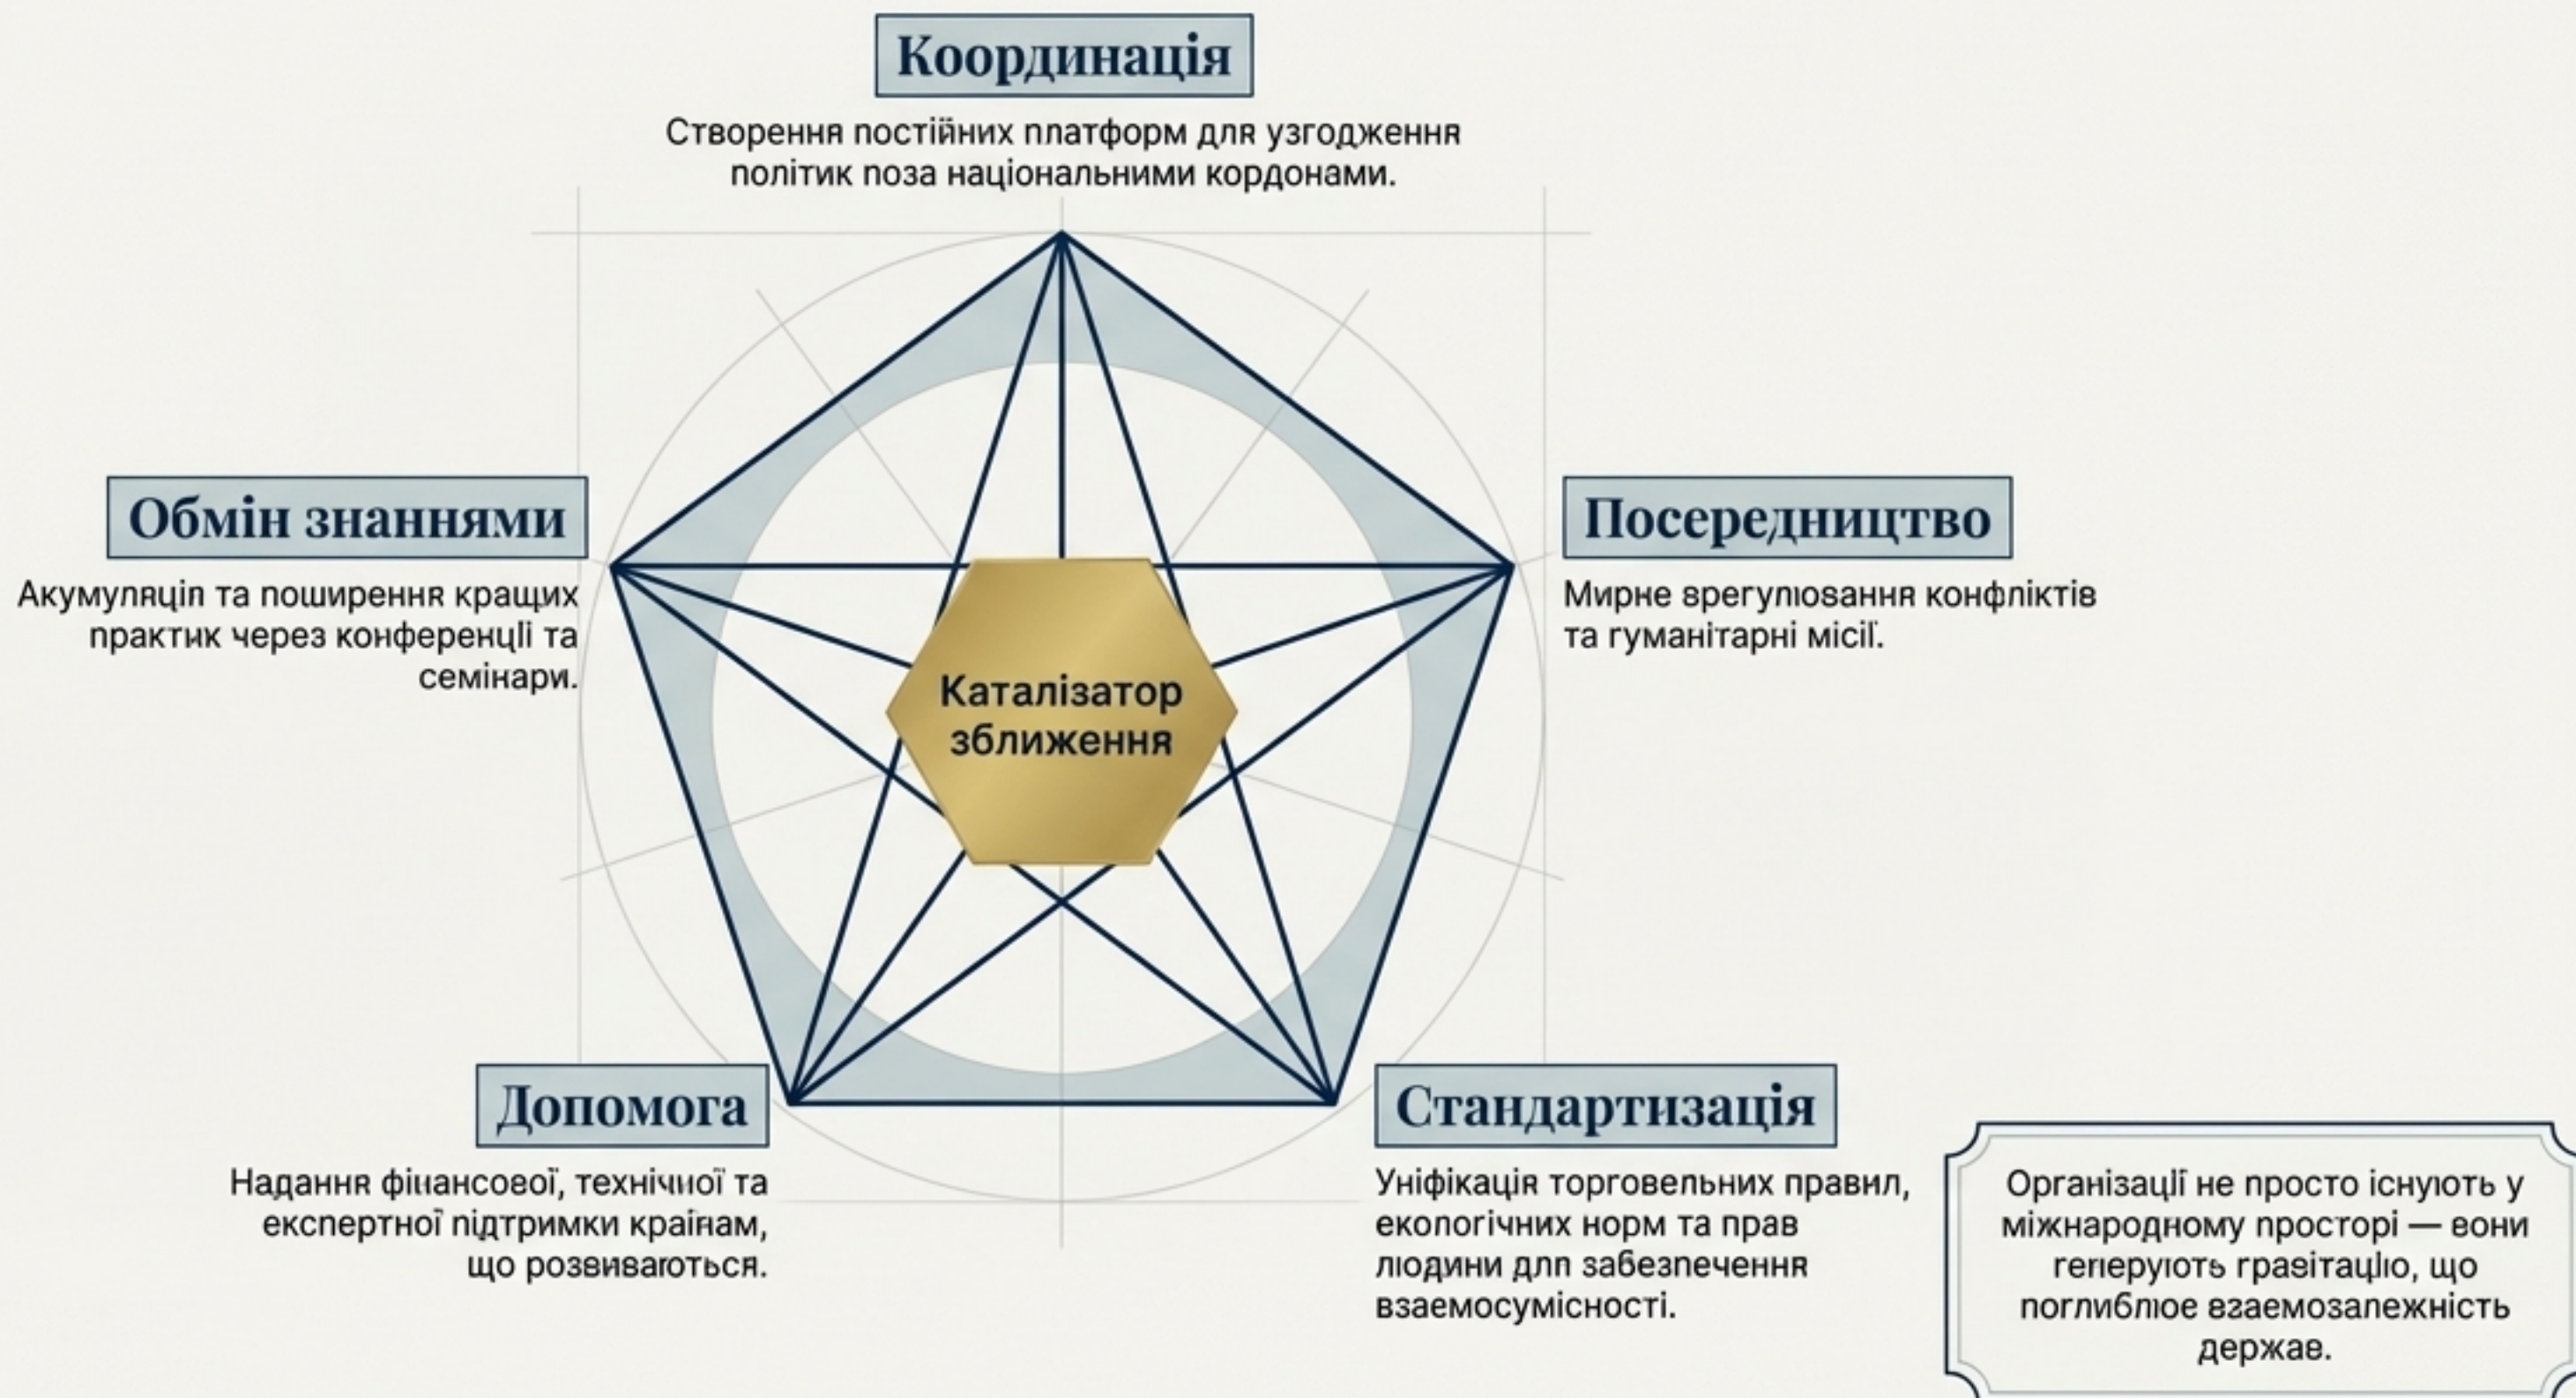 Координація
Створення постійних платформ для узгодження
політик поза національними кордонами.
Обмін знаннями
Акумуляція та поширення кращих
практик через конференції та
семінари.
Посередництво
Мирне врегулювання конфліктів
та гуманітарні місії.
Каталізатор
зближення
Допомога
Надання фінансової, технічної та
експертної підтримки країнам,
що розвиваються.
Стандартизація
Уніфікація торговельних правил,
екологічних норм та прав
людини для забезпечення
взаємосумісності.
Організації не просто існують у
міжнародному просторі — вони
генерують гравітацію, що
поглиблює взаємозалежність
держав.